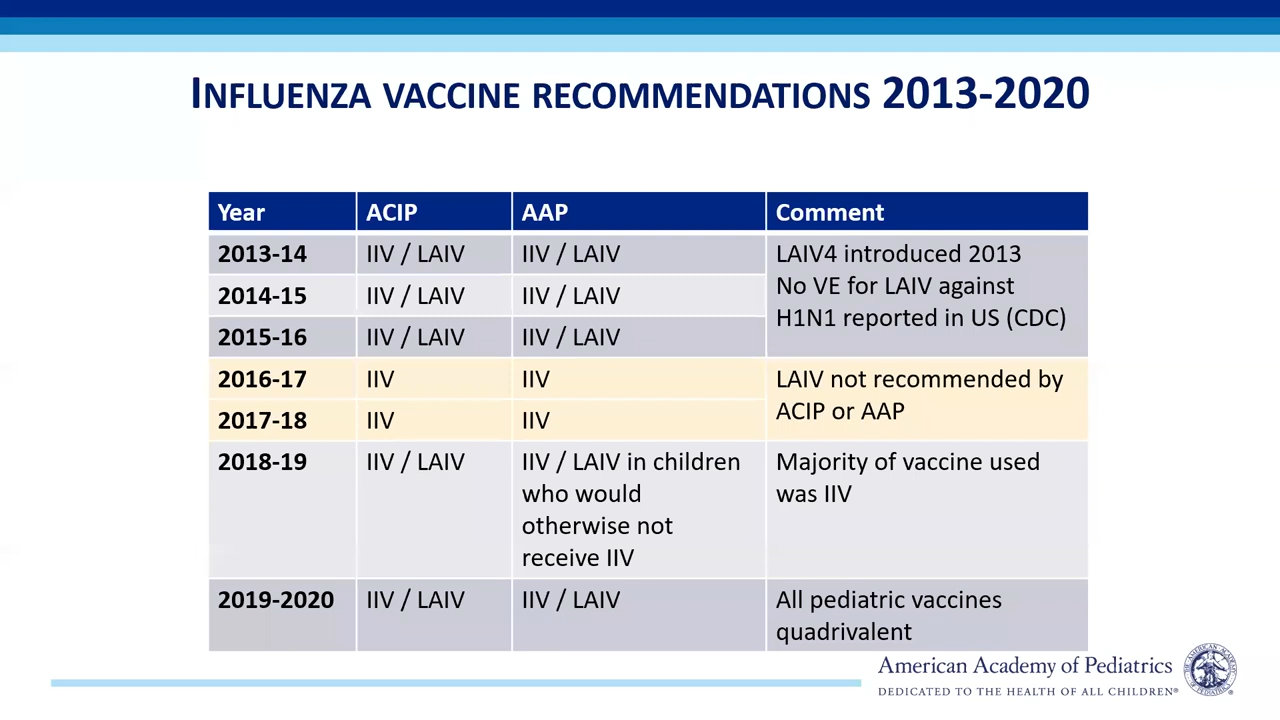 INFLUENZA VACCINE RECOMMENDATIONS 2013-2020
Year ACIP AAP Comment
2013-14 IIV / LAIV IIV / LAIV LAIV4 introduced 2013
No VE for LAIV against
2014-15 IIV / LAIV IIV / LAIV
H1N1 reported in US (CDC)
2015-16 IIV / LAIV IIV / LAIV
2016-17 IIV IIV LAIV not recommended by
ACIP or AAP
2017-18 IIV IIV
2018-19 IIV / LAIV IIV / LAIV in children Majority of vaccine used
who would was IIV
otherwise not
receive IIV
2019-2020 IIV / LAIV IIV / LAIV All pediatric vaccines
quadrivalent
American Academy of Pediatrics
DEDICATED TO THE HEALTH OF ALL CHILDREN®